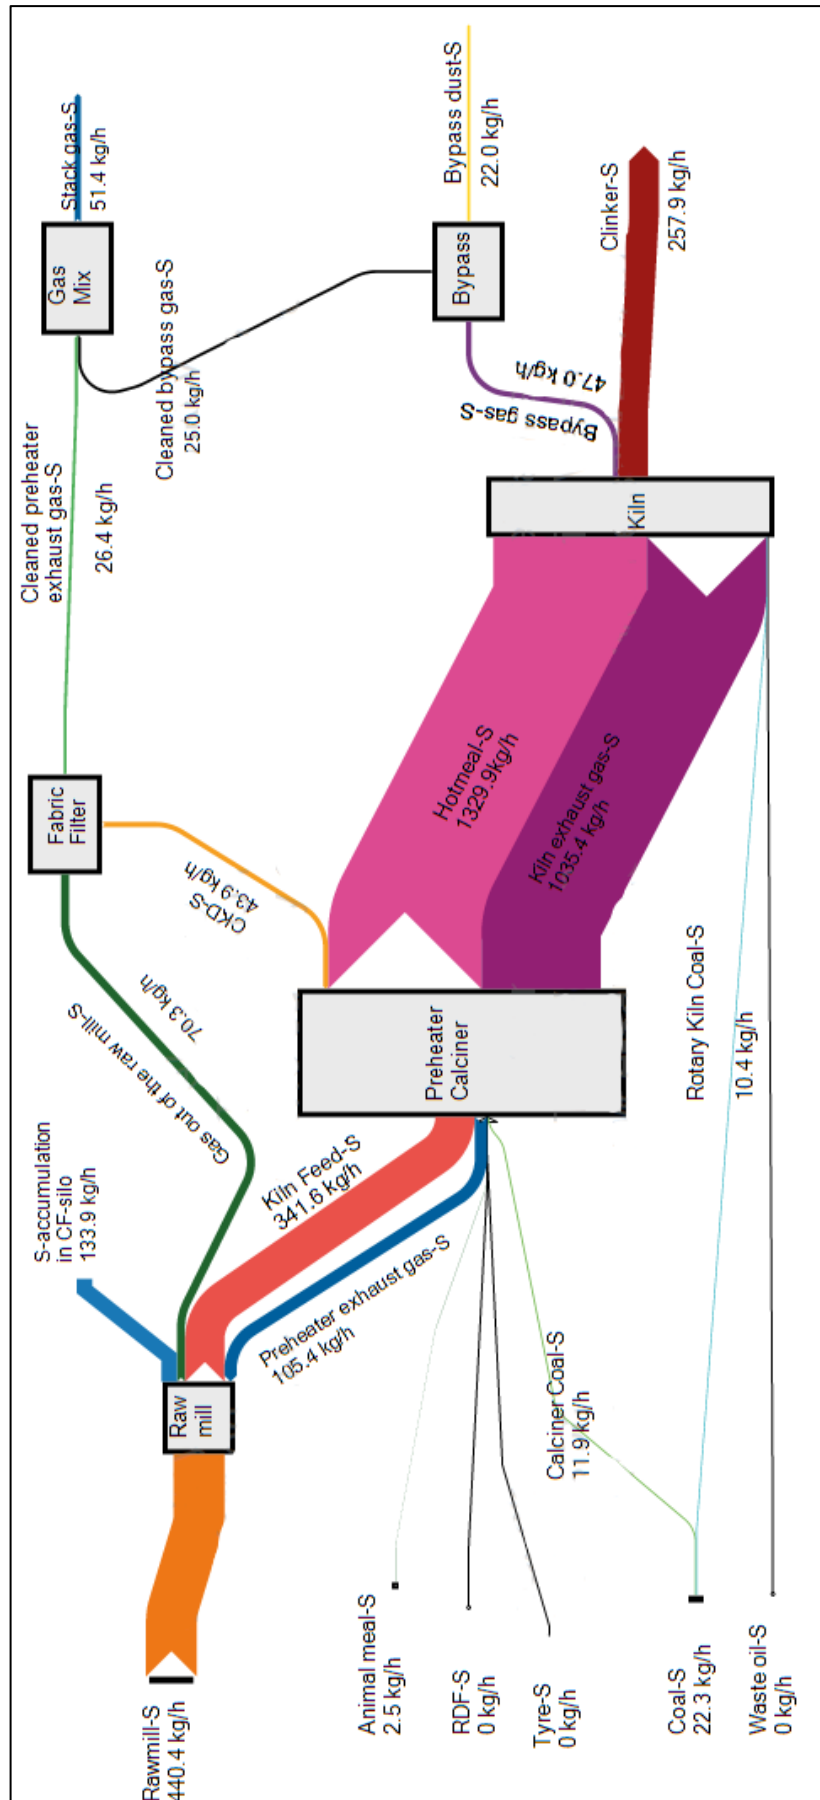 Rawmill-S
440.4 kg/h
Raw
mill
S-accumulation
in CF-silo
133.9 kg/h
Gas out of the raw mill-S
70.3 kg/h
Kiln Feed-S
341.6 kg/h
Preheater exhaust gas-S
105.4 kg/h
Animal meal-S
2.5 kg/h
RDF-S
0 kg/h
Tyre-S
0 kg/h
Coal-S
22.3 kg/h
Waste oil-S
0 kg/h
Calciner Coal-S
11.9 kg/h
Rotary Kiln Coal-S
10.4 kg/h
Preheater
Calciner
Fabric
Filter
CKD-S
43.9 kg/h
Hotmeal-S
1329.9kg/h
Kiln exhaust gas-S
1035.4 kg/h
Cleaned preheater
exhaust gas-S
26.4 kg/h
Kiln
Bypass gas-S
47.0 kg/h
Clinker-S
257.9 kg/h
Bypass
Bypass dust-S
22.0 kg/h
Cleaned bypass gas-S
25.0 kg/h
Gas
Mix
Stack gas-S
51.4 kg/h